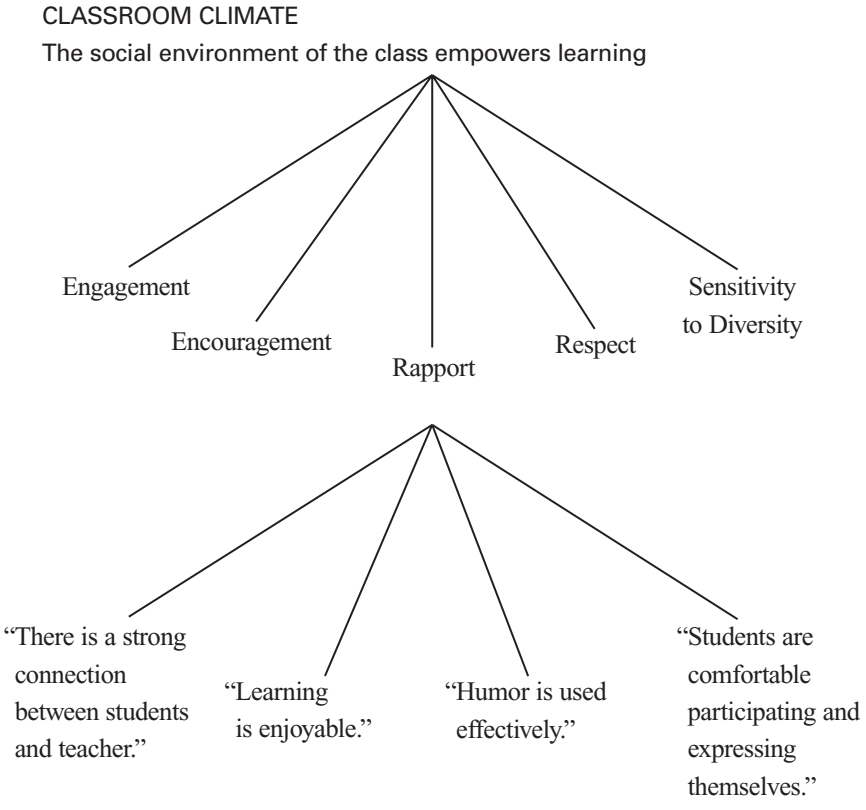 CLASSROOM CLIMATE
The social environment of the class empowers learning
Engagement
Encouragement
Rapport
Respect
Sensitivity
to Diversity
“There is a strong
connection
between students
and teacher.”
“Learning
is enjoyable.”
“Humor is used
effectively.”
“Students are
comfortable
participating and
expressing
themselves.”